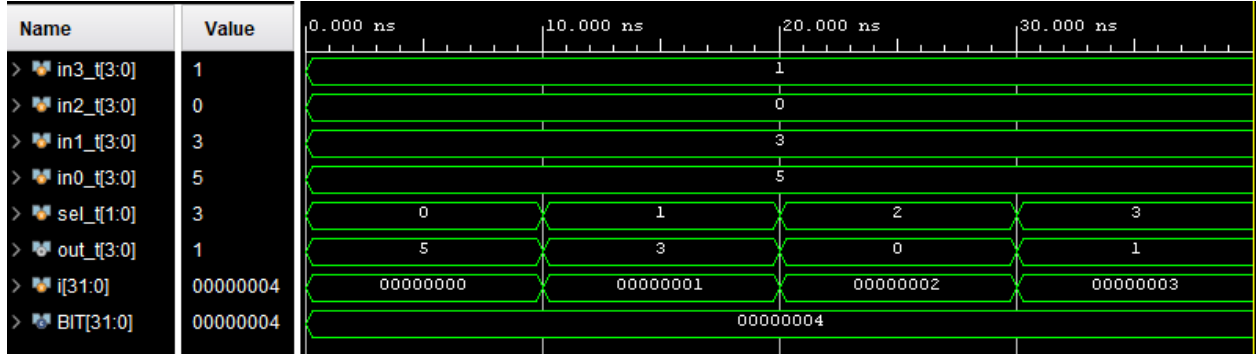 Name Value 0.000 ns 10.000 ns 20.000 ns 30.000 ns
> in3_t[3:0] 1 1
> in2_t[3:0] 0 0
> in1_t[3:0] 3 3
> in0_t[3:0] 5 5
> sel_t[1:0] 3 0 1 2 3
> out_t[3:0] 1 5 3 0 1
> i[31:0] 00000004 00000000 00000001 00000002 00000003
> BIT[31:0] 00000004 00000004